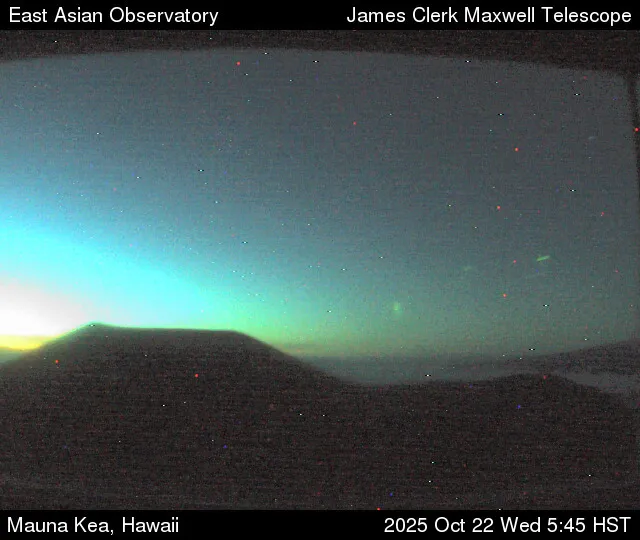 East Asian Observatory
James Clerk Maxwell Telescope
Mauna Kea, Hawaii
2025 Oct 22 Wed 5:45 HST